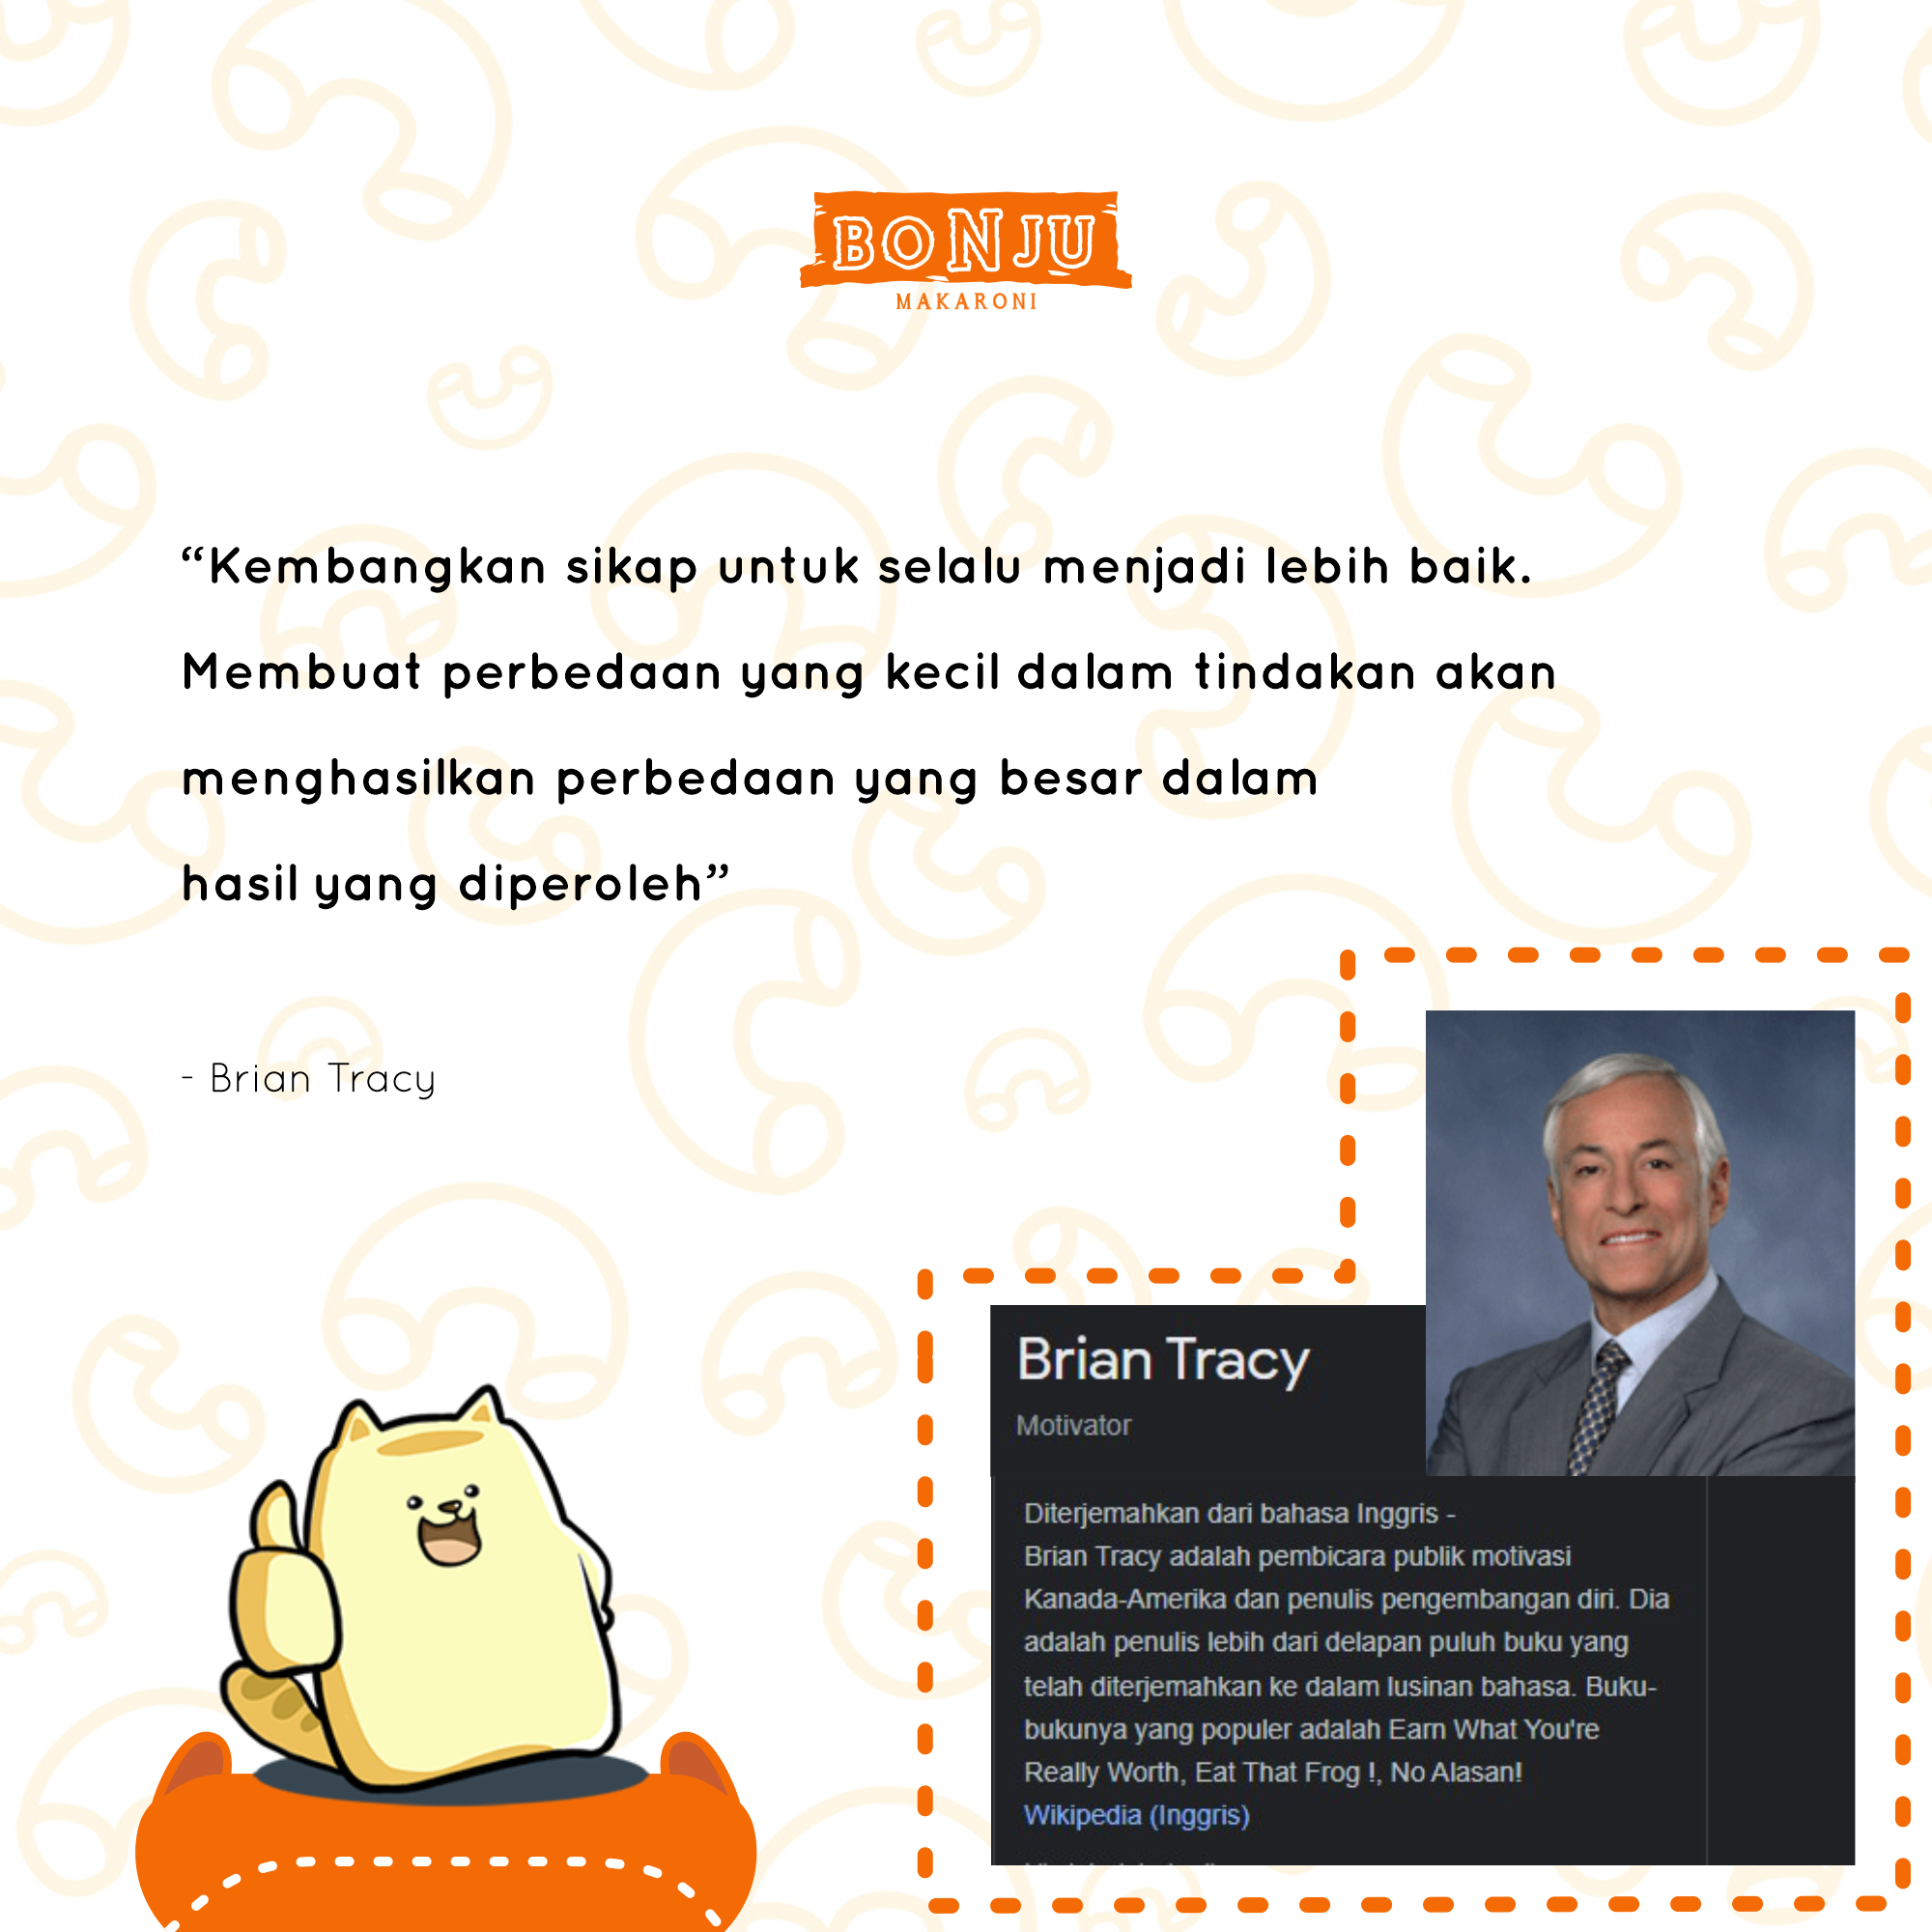 BONJU
MAKARONI
“Kembangkan sikap untuk selalu menjadi lebih baik.
Membuat perbedaan yang kecil dalam tindakan akan
menghasilkan perbedaan yang besar dalam
hasil yang diperoleh”
- Brian Tracy
Brian Tracy
Motivator
Diterjemahkan dari bahasa Inggris -
Brian Tracy adalah pembicara publik motivasi
Kanada-Amerika dan penulis pengembangan diri. Dia
adalah penulis lebih dari delapan puluh buku yang
telah diterjemahkan ke dalam lusinan bahasa. Buku-
bukunya yang populer adalah Earn What You're
Really Worth, Eat That Frog !, No Alasan!
Wikipedia (Inggris)